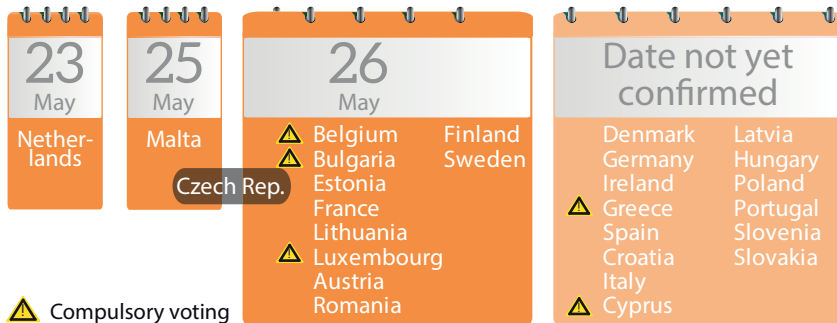 23
May
Nether-
lands
25
May
Malta
Czech Rep.
26
May
Belgium
Bulgaria
Estonia
France
Lithuania
Luxembourg
Austria
Romania
Finland
Sweden
Date not yet
confirmed
Denmark
Germany
Ireland
Greece
Spain
Croatia
Italy
Cyprus
Latvia
Hungary
Poland
Portugal
Slovenia
Slovakia
Compulsory voting